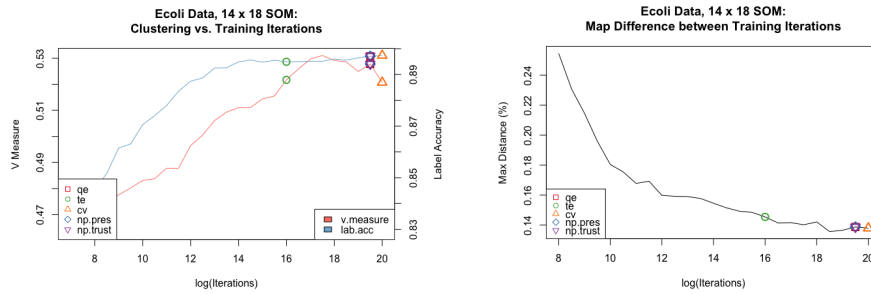 Ecoli Data, 14 x 18 SOM:
Clustering vs. Training Iterations
V Measure
0.53
0.51
0.49
0.47
0.89
0.87
0.85
0.83
Label Accuracy
qe
te
cv
np.pres
np.trust
v.measure
lab.acc
8 10 12 14 16 18 20
log(Iterations)
Ecoli Data, 14 x 18 SOM:
Map Difference between Training Iterations
Max Distance (%)
0.24
0.22
0.20
0.18
0.16
0.14
qe
te
cv
np.pres
np.trust
8 10 12 14 16 18 20
log(Iterations)